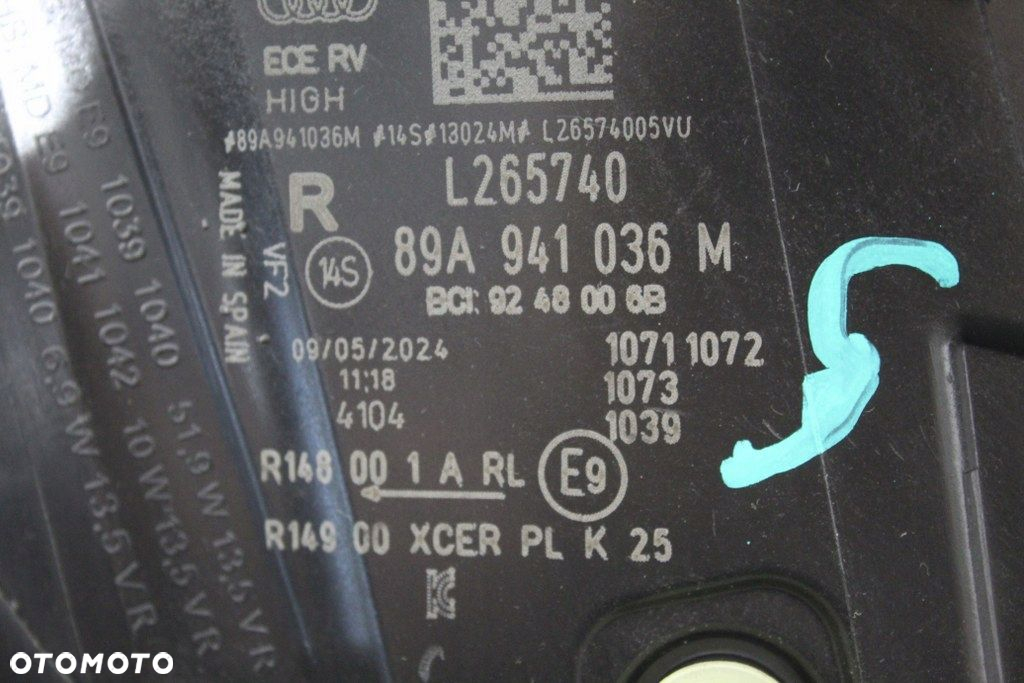 ECE RV
HIGH
#89A941036M #14S#13024M# L26574005VU
L265740
R
89A 941 036 M
14S
BCI: 92 48 00 6B
MADE IN SPAIN
VF2
09/05/2024
11:18
4104
1071 1072
1073
1039
R148 00 1 A RL
E9
R149 00 XCER PL K 25
E9 1039 1040 51,9 W 13,5 V R
E9 1041 1042 10 W 13,5 V R
1039 1040 6,9 W 13.5 V R
OTOMOTO